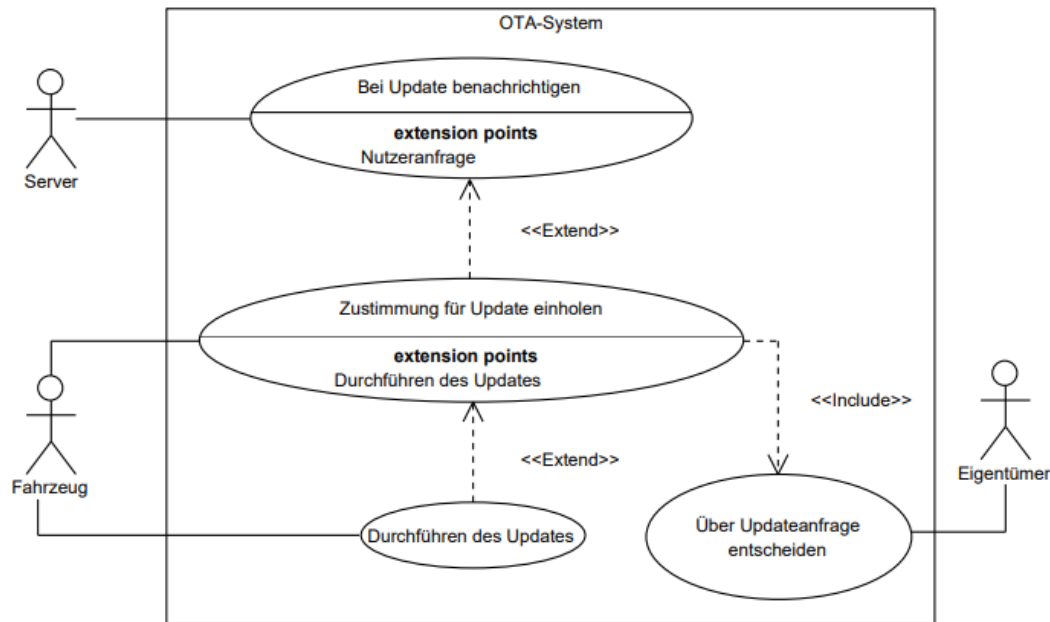 OTA-System
Bei Update benachrichtigen
extension points
Nutzeranfrage
Server
<<Extend>>
Zustimmung für Update einholen
extension points
Durchführen des Updates
<<Include>>
Fahrzeug
<<Extend>>
Eigentümer
Durchführen des Updates
Über Updateanfrage
entscheiden